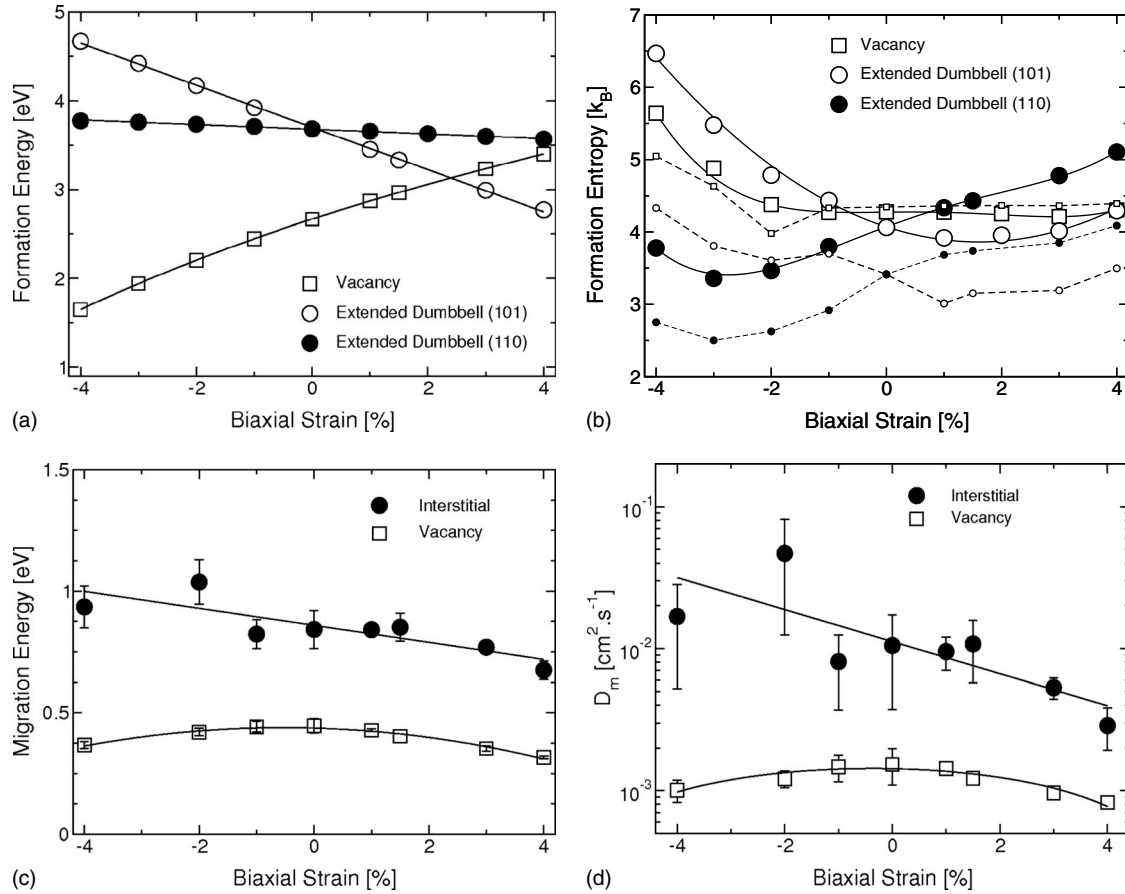 5
4
3
2
1
Formation Energy [eV]
Vacancy
Extended Dumbbell (101)
Extended Dumbbell (110)
-4 -2 0 2 4
(a) Biaxial Strain [%]
7
6
5
4
3
2
Formation Entropy [k_B]
Vacancy
Extended Dumbbell (101)
Extended Dumbbell (110)
-4 -2 0 2 4
(b) Biaxial Strain [%]
1.5
1
0.5
0
Migration Energy [eV]
Interstitial
Vacancy
-4 -2 0 2 4
(c) Biaxial Strain [%]
10^-1
10^-2
10^-3
D_m [cm^2.s^-1]
Interstitial
Vacancy
-4 -2 0 2 4
(d) Biaxial Strain [%]